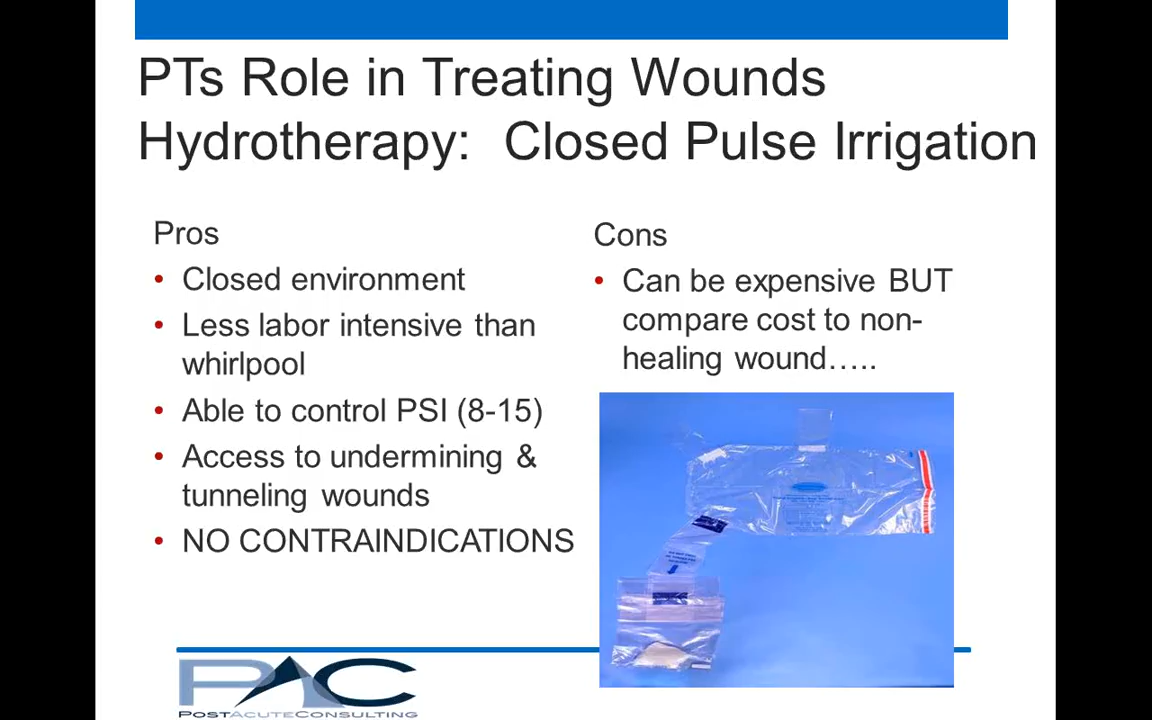 PTs Role in Treating Wounds
Hydrotherapy: Closed Pulse Irrigation
Pros
• Closed environment
• Less labor intensive than
whirlpool
• Able to control PSI (8-15)
• Access to undermining &
tunneling wounds
• NO CONTRAINDICATIONS
Cons
• Can be expensive BUT
compare cost to non-
healing wound…..
PAC
POSTACUTECONSULTING